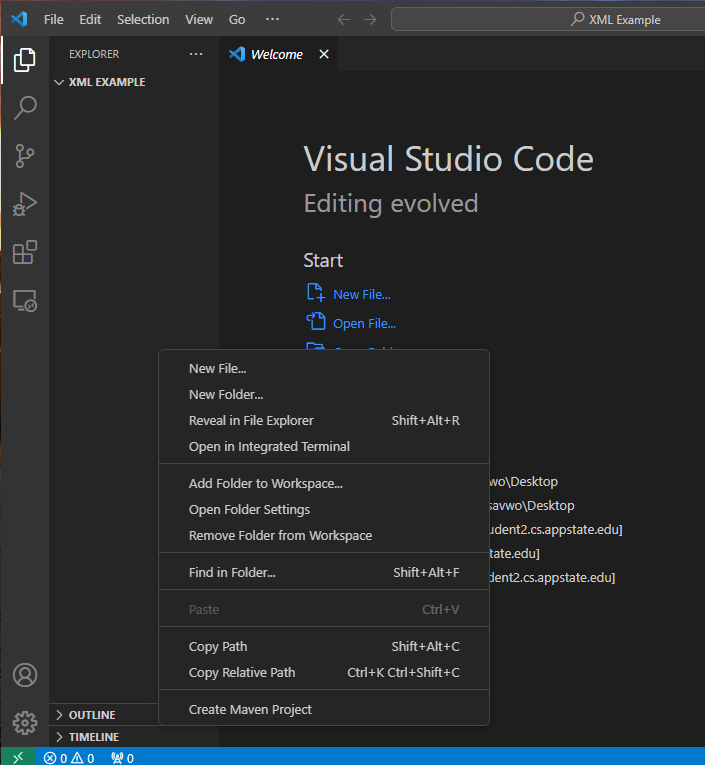 File Edit Selection View Go ··· XML Example
EXPLORER ··· Welcome
XML EXAMPLE
Visual Studio Code
Editing evolved
Start
New File...
Open File...
New File...
New Folder...
Reveal in File Explorer Shift+Alt+R
Open in Integrated Terminal
Add Folder to Workspace...
wo\Desktop
Open Folder Settings
savwo\Desktop
Remove Folder from Workspace
udent2.cs.appstate.edu]
tate.edu]
Find in Folder... Shift+Alt+F
dent2.cs.appstate.edu]
Paste Ctrl+V
Copy Path Shift+Alt+C
Copy Relative Path Ctrl+K Ctrl+Shift+C
Create Maven Project
OUTLINE
TIMELINE
0 0 0